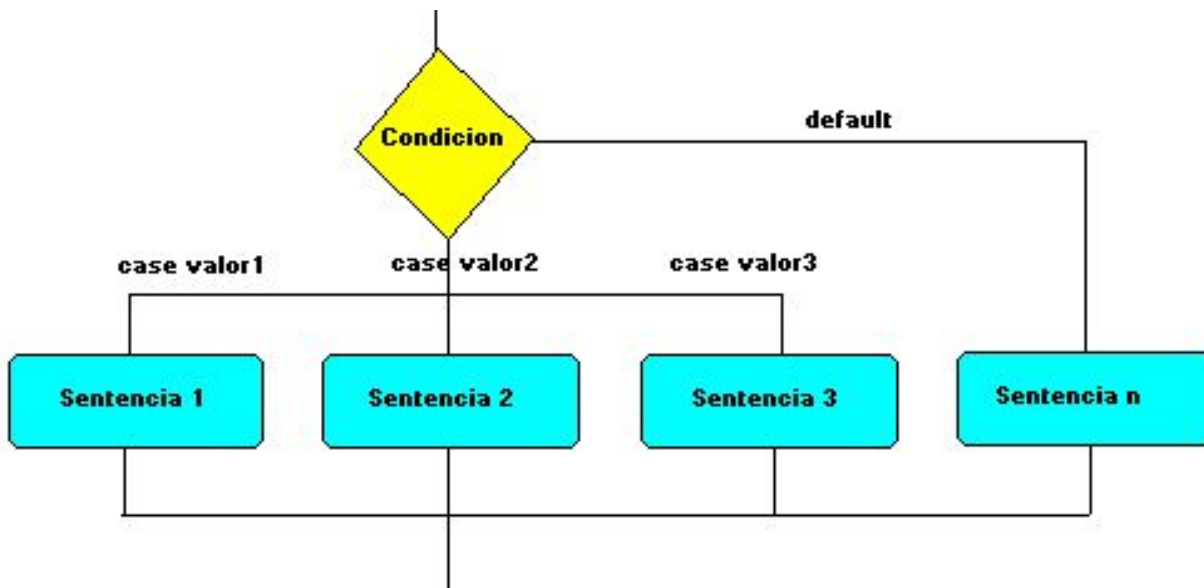 Condicion
default
case valor1
case valor2
case valor3
Sentencia 1
Sentencia 2
Sentencia 3
Sentencia n